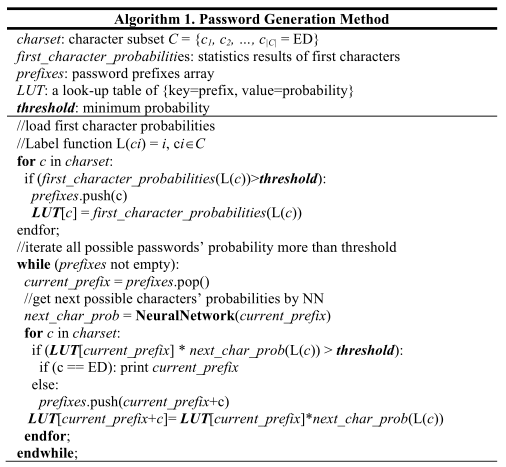 Algorithm 1. Password Generation Method
charset: character subset C = {c1, c2, ..., c|C| = ED}
first_character_probabilities: statistics results of first characters
prefixes: password prefixes array
LUT: a look-up table of {key=prefix, value=probability}
threshold: minimum probability
//load first character probabilities
//Label function L(ci) = i, ci∈C
for c in charset:
if (first_character_probabilities(L(c))>threshold):
prefixes.push(c)
LUT[c] = first_character_probabilities(L(c))
endfor;
//iterate all possible passwords' probability more than threshold
while (prefixes not empty):
current_prefix = prefixes.pop()
//get next possible characters' probabilities by NN
next_char_prob = NeuralNetwork(current_prefix)
for c in charset:
if (LUT[current_prefix] * next_char_prob(L(c)) > threshold):
if (c == ED): print current_prefix
else:
prefixes.push(current_prefix+c)
LUT[current_prefix+c]= LUT[current_prefix]*next_char_prob(L(c))
endfor;
endwhile;